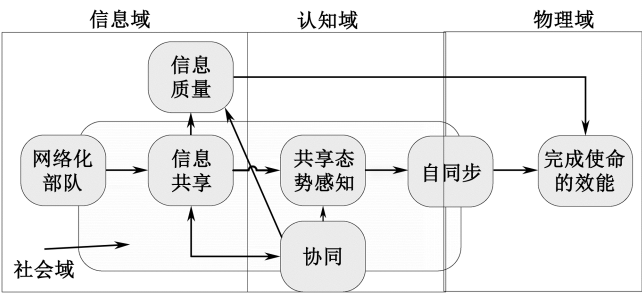 信息域
认知域
物理域
信息
质量
网络化
部队
信息
共享
共享态
势感知
自同步
完成使命
的效能
协同
社会域